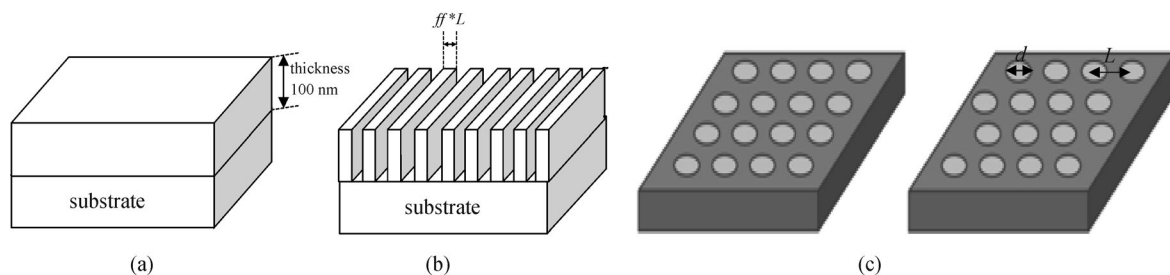 ff *L
thickness
100 nm
substrate
substrate
d
L
(a)
(b)
(c)